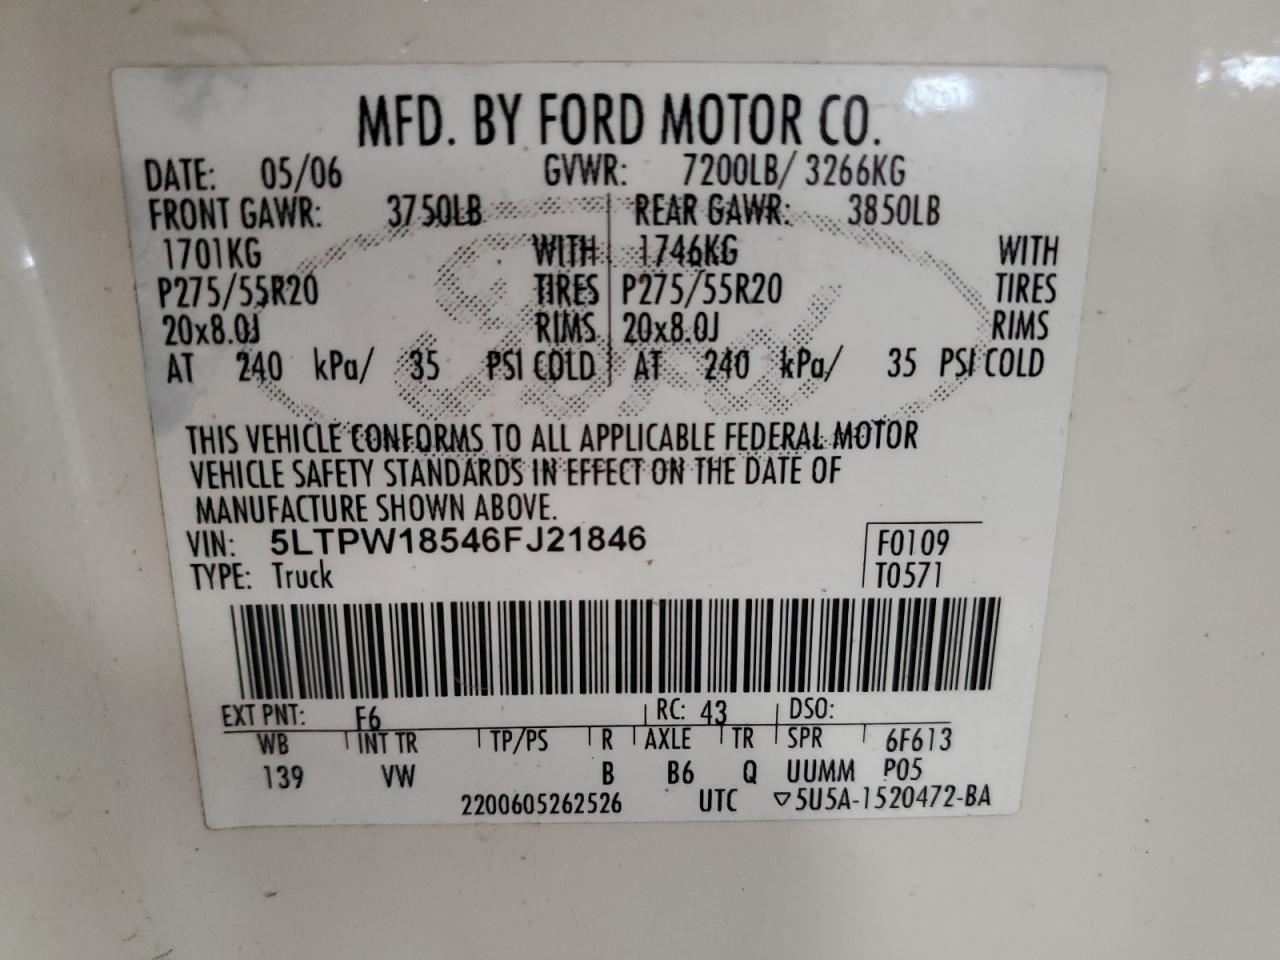 MFD. BY FORD MOTOR CO.
DATE: 05/06 GVWR: 7200LB/ 3266KG
FRONT GAWR: 3750LB REAR GAWR: 3850LB
1701KG WITH 1746KG WITH
P275/55R20 TIRES P275/55R20 TIRES
20x8.0J RIMS 20x8.0J RIMS
AT 240 kPa/ 35 PSI COLD AT 240 kPa/ 35 PSI COLD
Ford
THIS VEHICLE CONFORMS TO ALL APPLICABLE FEDERAL MOTOR
VEHICLE SAFETY STANDARDS IN EFFECT ON THE DATE OF
MANUFACTURE SHOWN ABOVE.
VIN: 5LTPW18546FJ21846 F0109
TYPE: Truck T0571
EXT PNT: F6 RC: 43 DSO:
WB INT TR TP/PS R AXLE TR SPR 6F613
139 VW B B6 Q UUMM P05
2200605262526 UTC ▽5U5A-1520472-BA